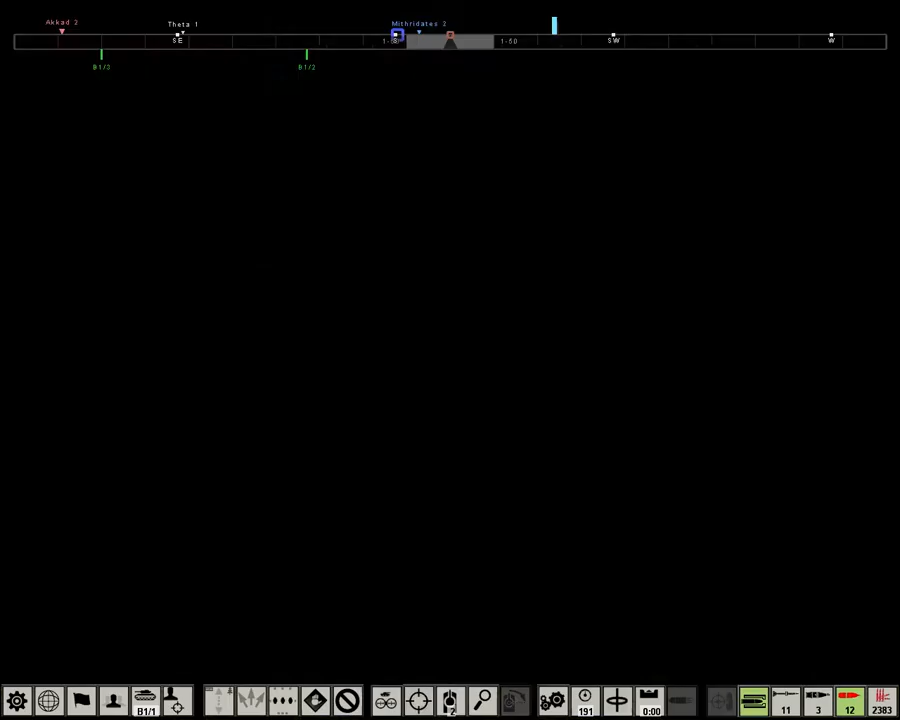 Akkad 2
Theta 1
Mithridates 2
SE
S
1-50
SW
W
B1/3
B1/2
B1/1
2
191
0:00
11
3
12
2383